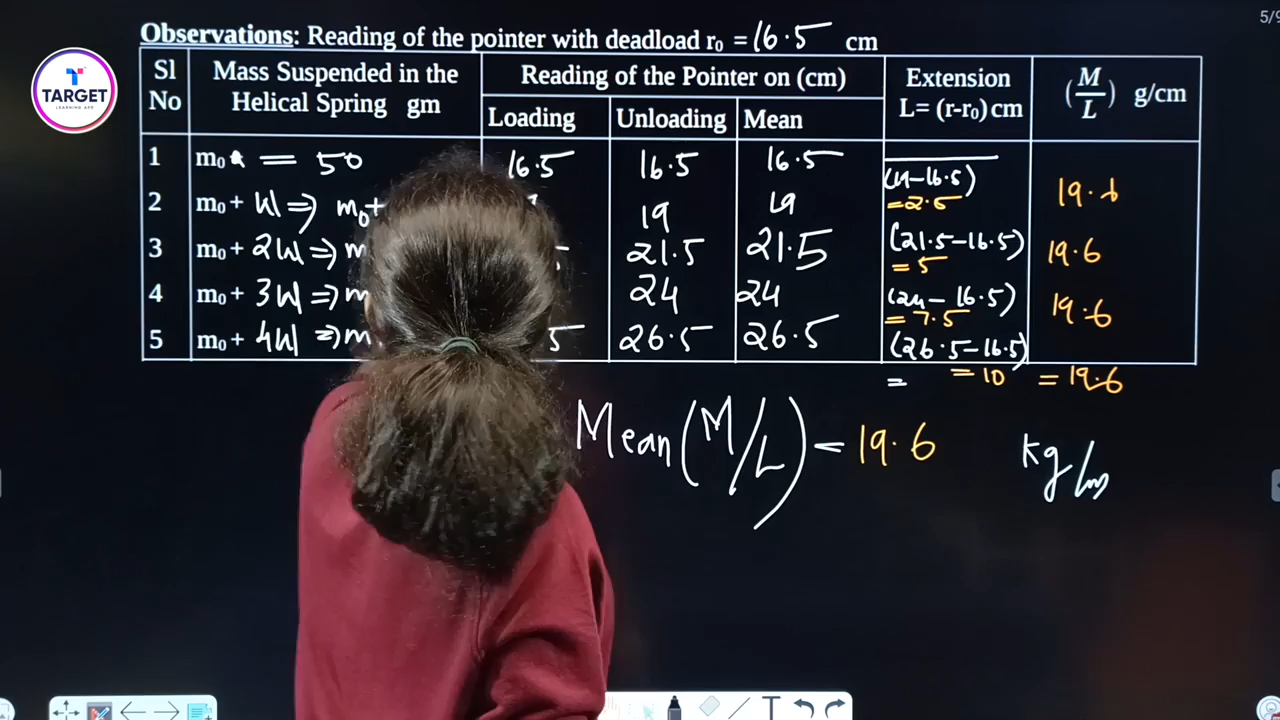 5/9
Observations: Reading of the pointer with deadload r₀ = 16.5 cm
TARGET
LEARNING APP
Sl No
Mass Suspended in the Helical Spring gm
Reading of the Pointer on (cm)
Loading
Unloading
Mean
Extension L= (r-r₀) cm
(M/L) g/cm
1 m₀ = 50 16.5 16.5 16.5
2 m₀ + W ⇒ m₀+ 19 19 (19-16.5) =2.5 19.6
3 m₀ + 2W ⇒ m 21.5 21.5 (21.5-16.5) = 5 19.6
4 m₀ + 3W ⇒ m 24 24 (24-16.5) = 7.5 19.6
5 m₀ + 4W ⇒ m 5 26.5 26.5 (26.5-16.5)
= = 10 = 19.6
Mean (M/L) = 19.6 kg/m
T